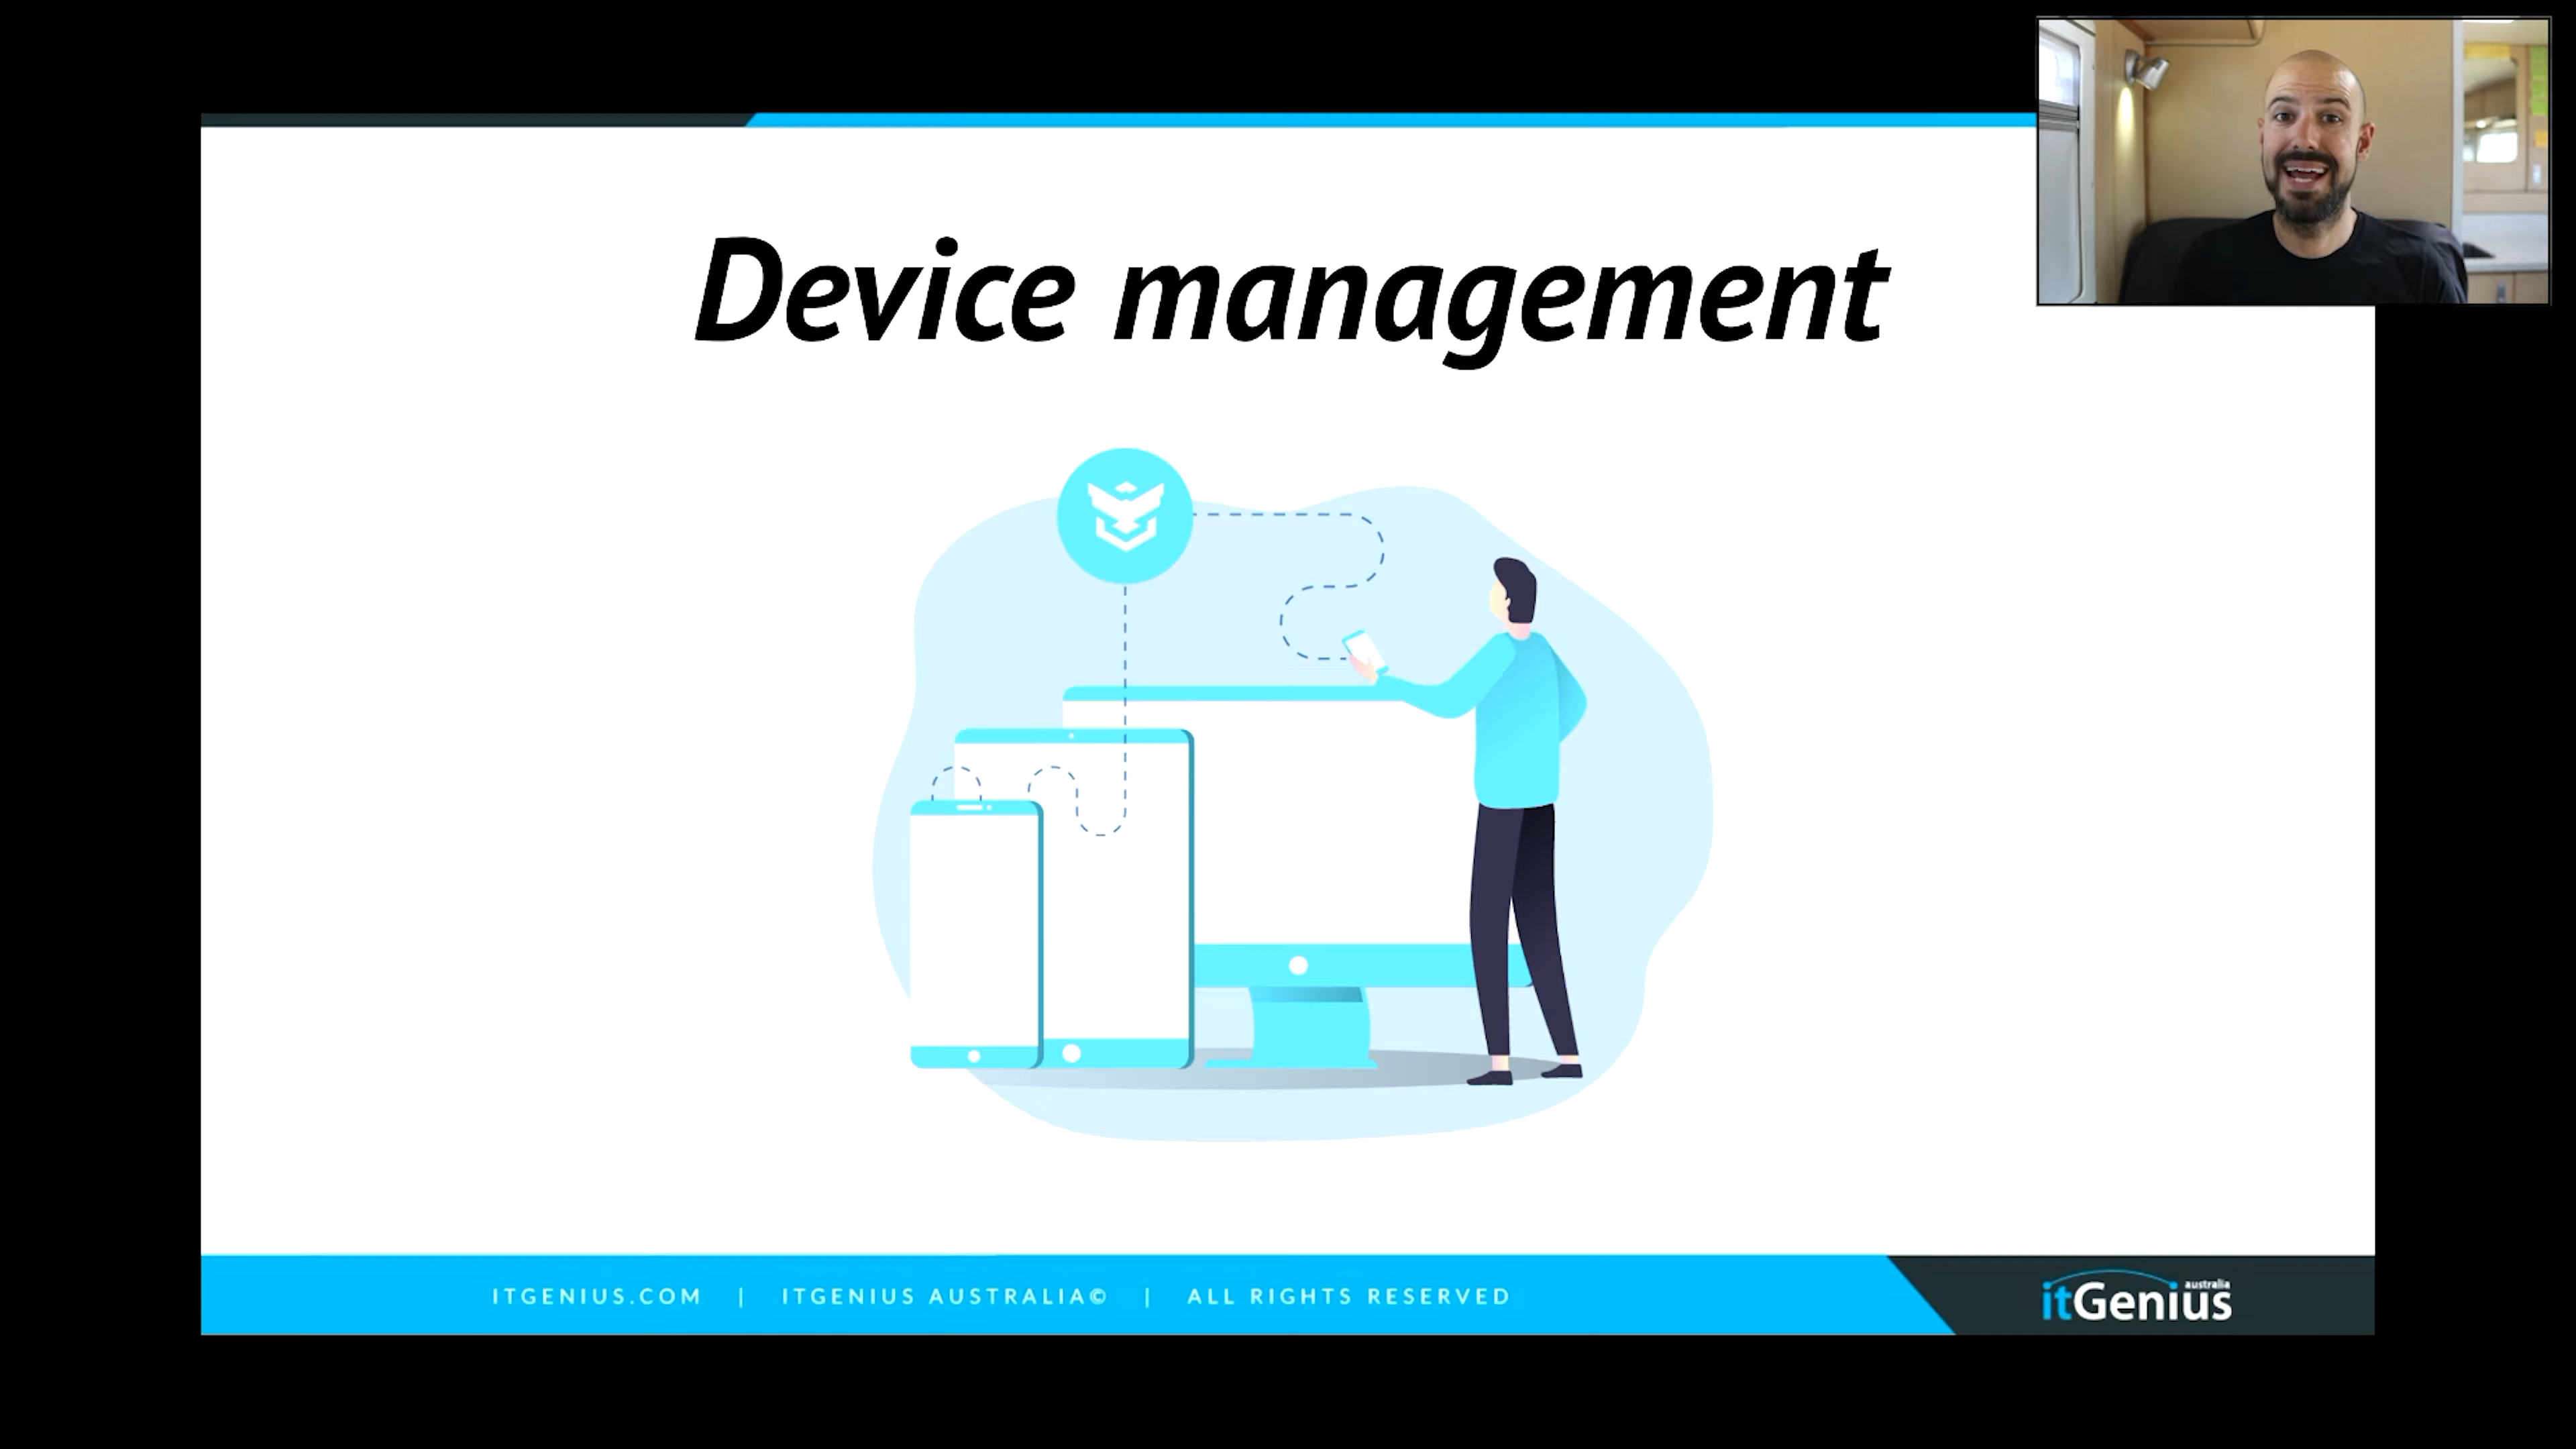 Device management
ITGENIUS.COM | ITGENIUS AUSTRALIA© | ALL RIGHTS RESERVED
australia
itGenius